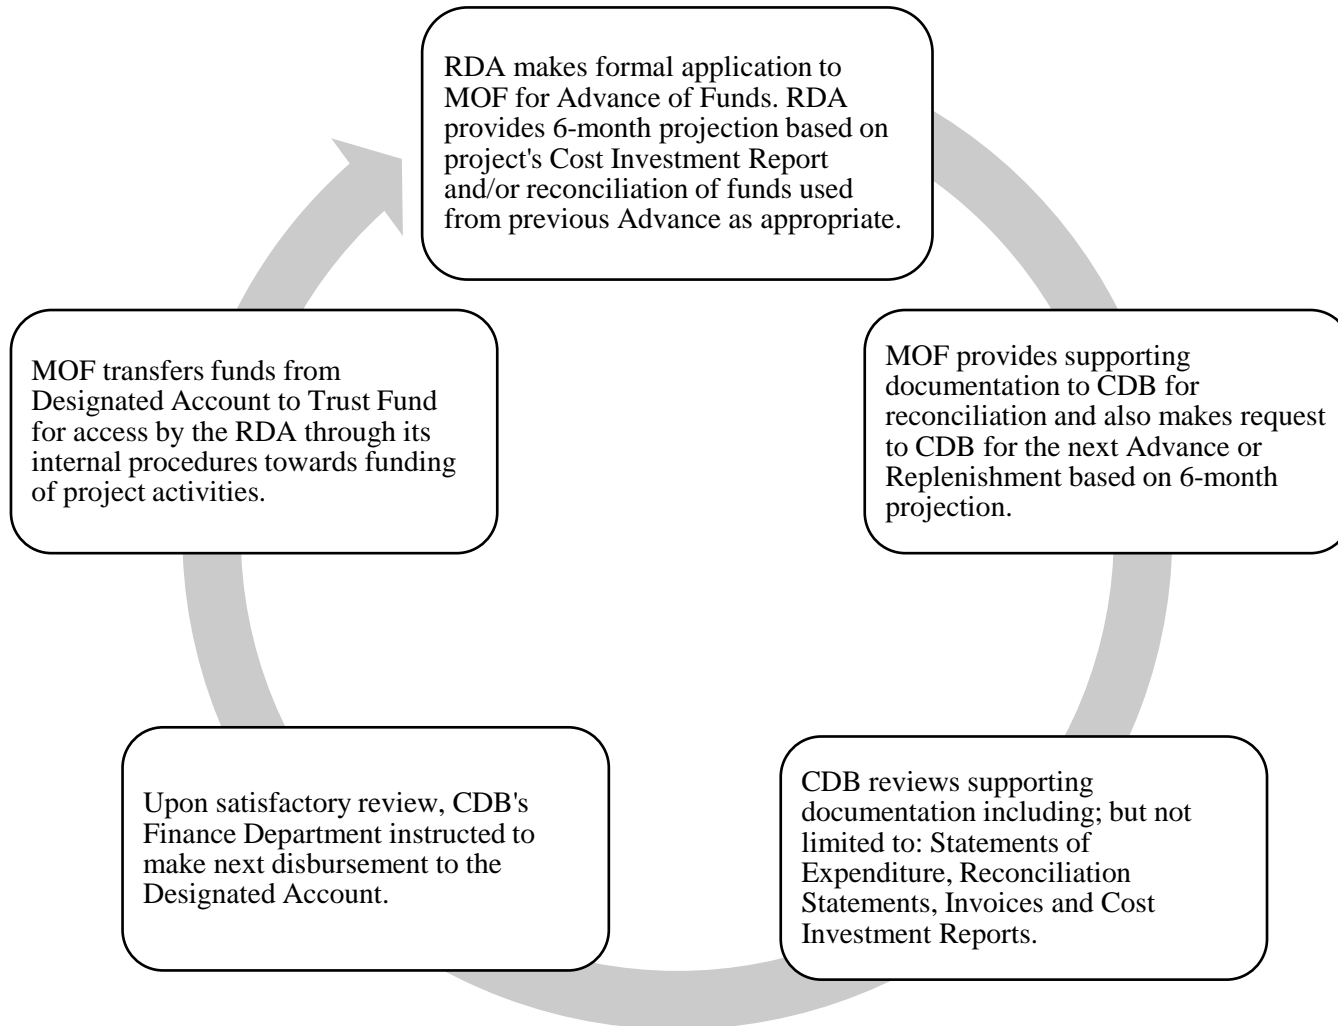 RDA makes formal application to
MOF for Advance of Funds. RDA
provides 6-month projection based on
project's Cost Investment Report
and/or reconciliation of funds used
from previous Advance as appropriate.
MOF provides supporting
documentation to CDB for
reconciliation and also makes request
to CDB for the next Advance or
Replenishment based on 6-month
projection.
CDB reviews supporting
documentation including; but not
limited to: Statements of
Expenditure, Reconciliation
Statements, Invoices and Cost
Investment Reports.
Upon satisfactory review, CDB's
Finance Department instructed to
make next disbursement to the
Designated Account.
MOF transfers funds from
Designated Account to Trust Fund
for access by the RDA through its
internal procedures towards funding
of project activities.